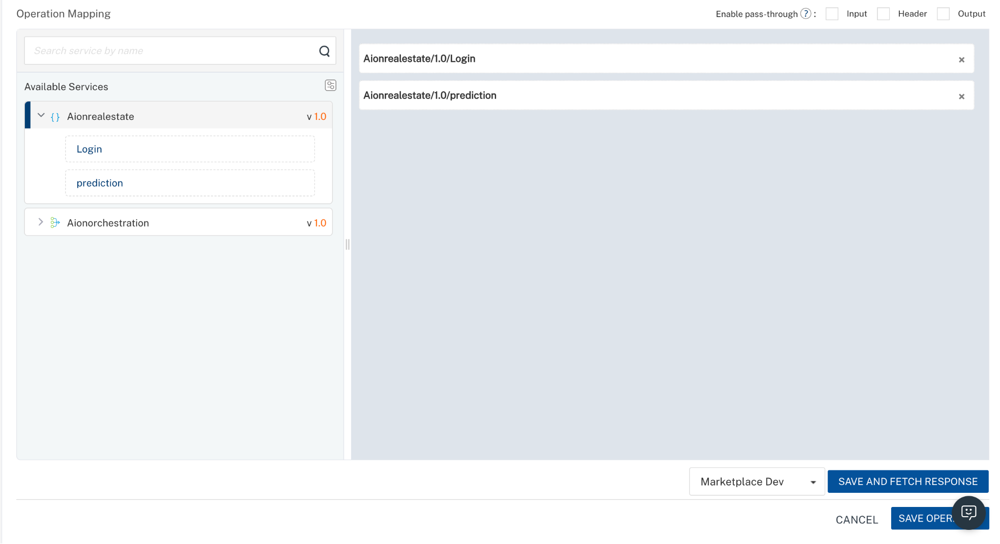 Operation Mapping
Enable pass-through ? : Input Header Output
Search service by name
Available Services
Aionrealestate v 1.0
Login
prediction
Aionorchestration v 1.0
Aionrealestate/1.0/Login
Aionrealestate/1.0/prediction
Marketplace Dev
SAVE AND FETCH RESPONSE
CANCEL
SAVE OPER